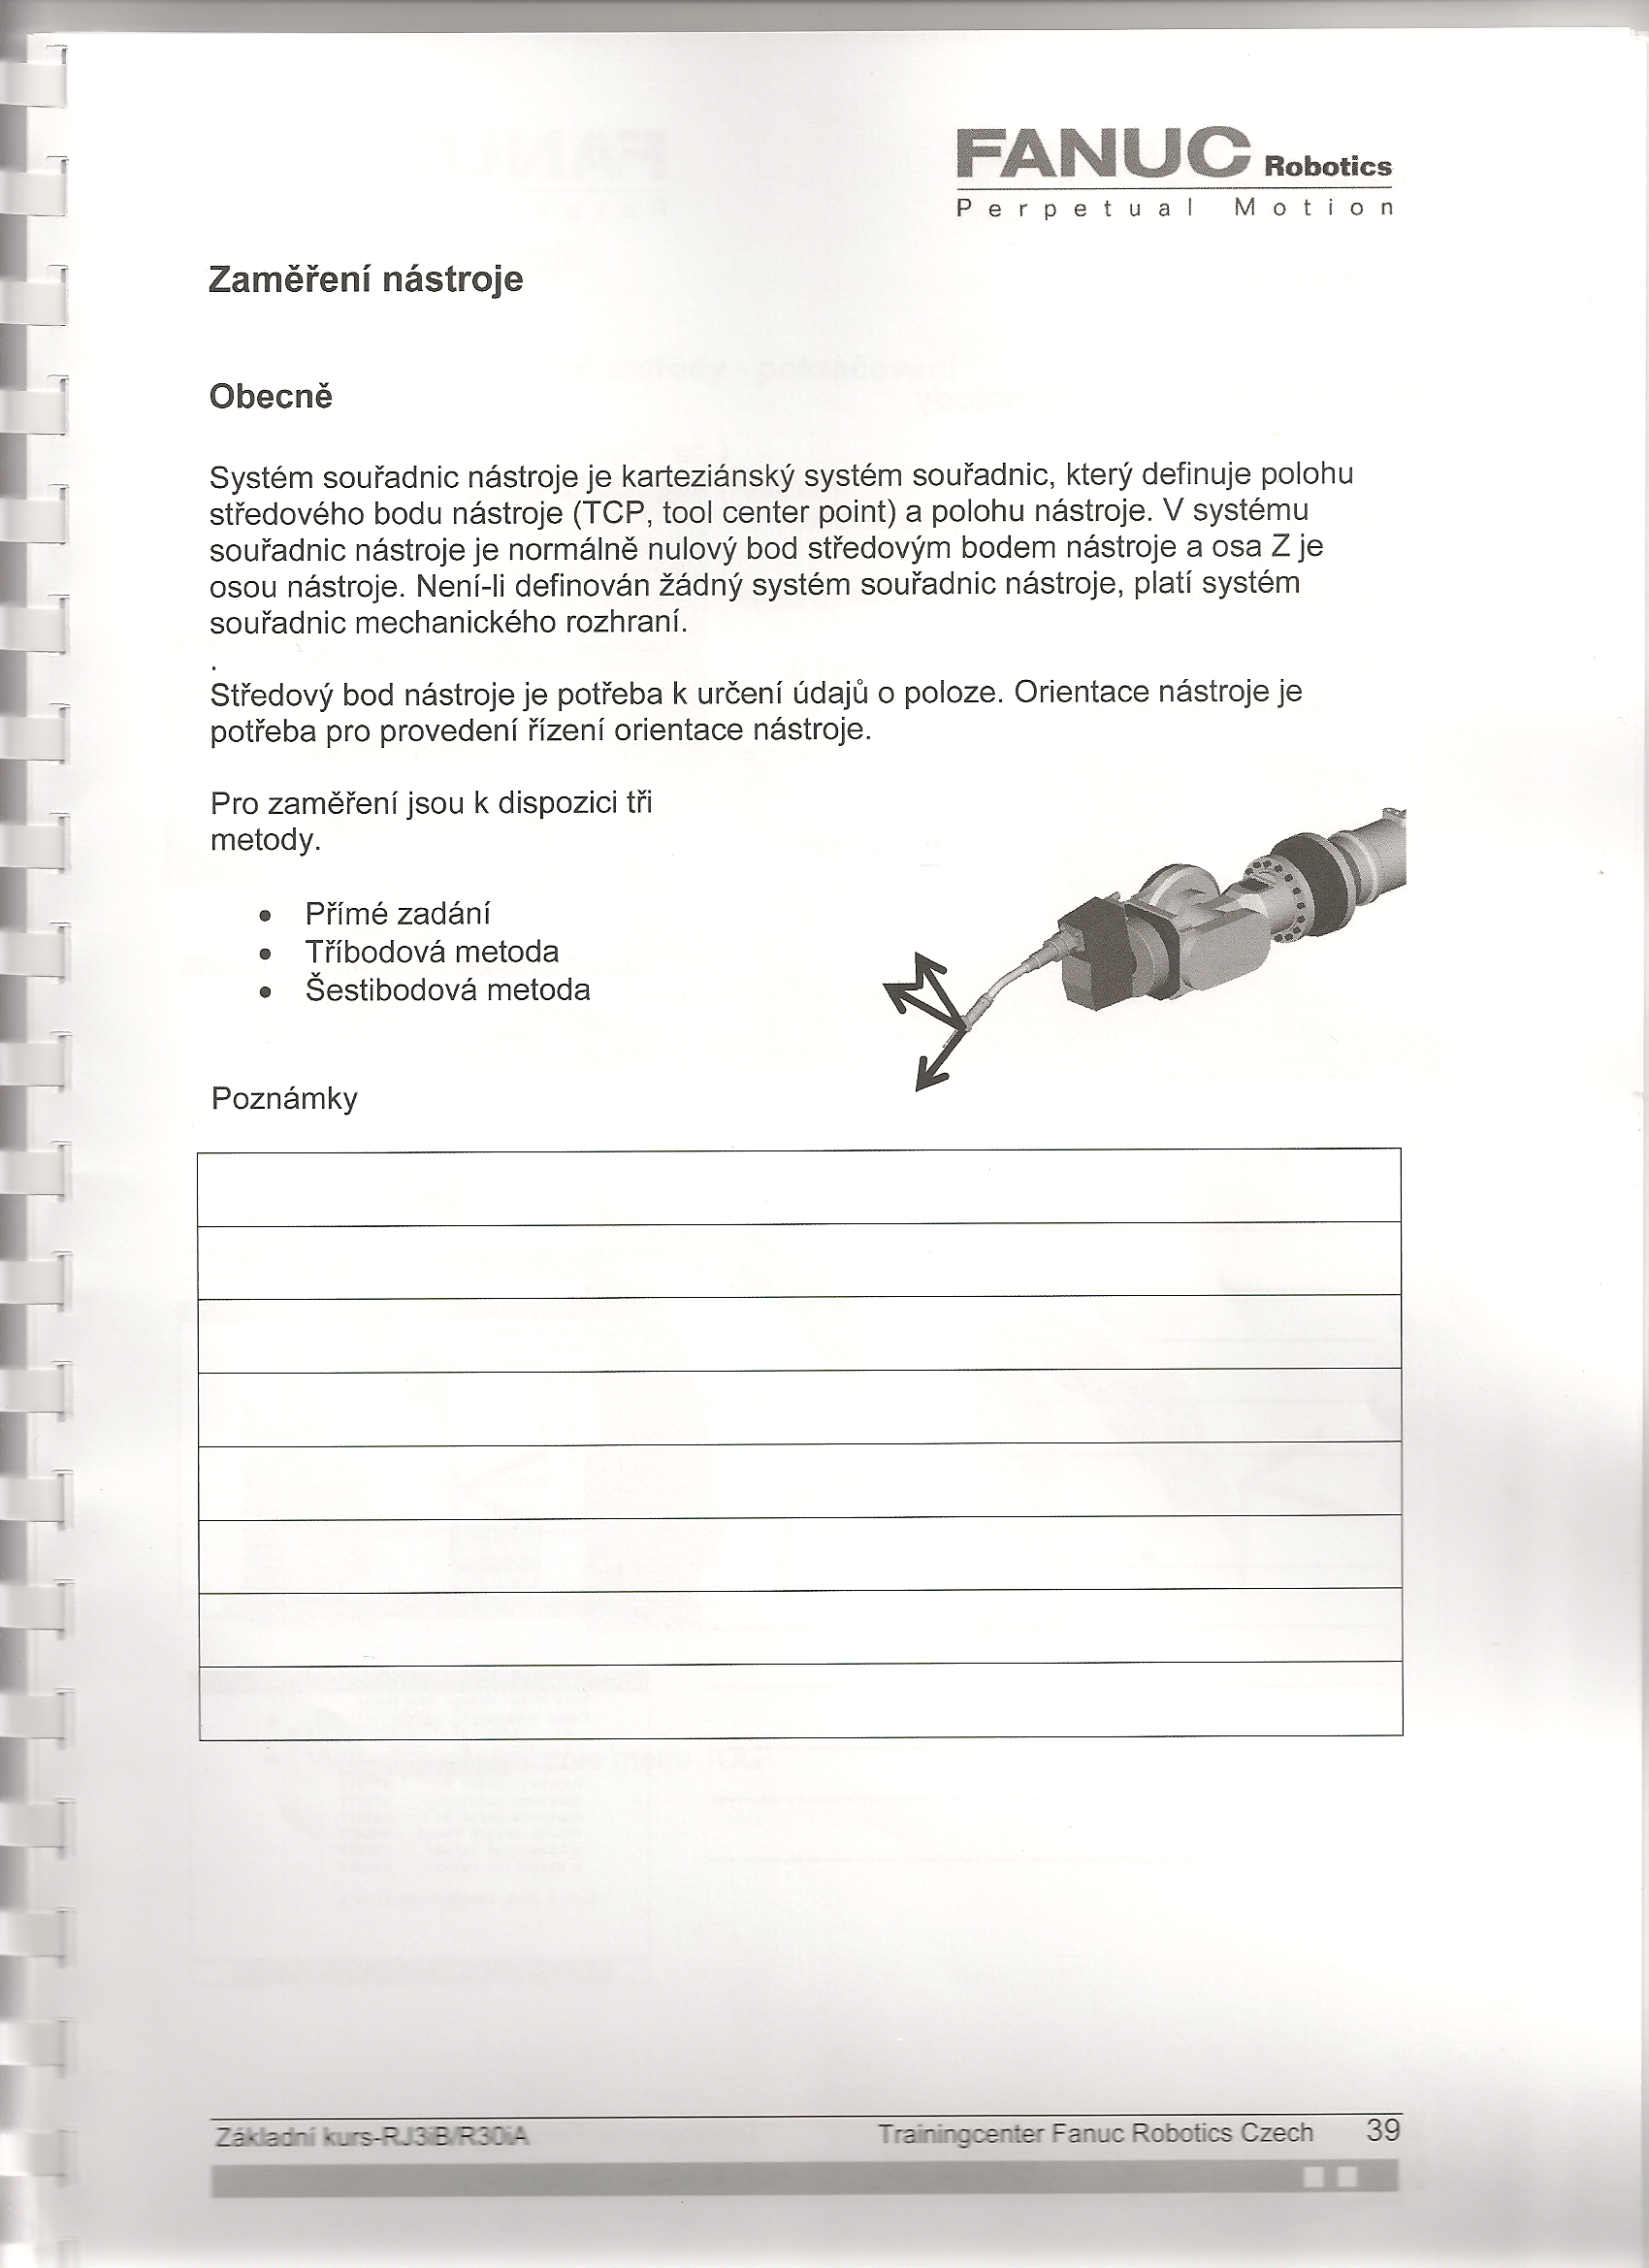 FANUC Robotics
Perpetual Motion
Zaměření nástroje
Obecně
Systém souřadnic nástroje je karteziánský systém souřadnic, který definuje polohu
středového bodu nástroje (TCP, tool center point) a polohu nástroje. V systému
souřadnic nástroje je normálně nulový bod středovým bodem nástroje a osa Z je
osou nástroje. Není-li definován žádný systém souřadnic nástroje, platí systém
souřadnic mechanického rozhraní.
.
Středový bod nástroje je potřeba k určení údajů o poloze. Orientace nástroje je
potřeba pro provedení řízení orientace nástroje.
Pro zaměření jsou k dispozici tři
metody.
• Přímé zadání
• Tříbodová metoda
• Šestibodová metoda
Poznámky
Základní kurs-RJ3iB/R30iA Trainingcenter Fanuc Robotics Czech 39